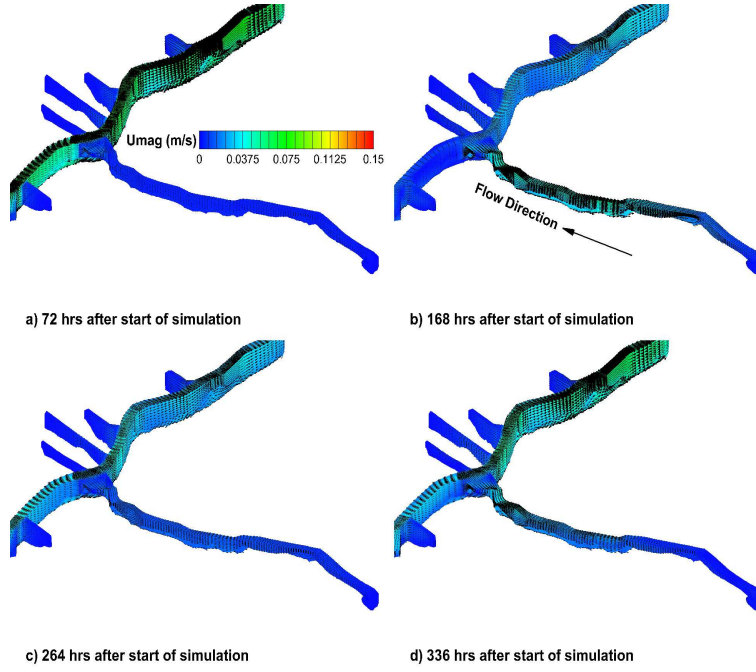 Umag (m/s)
0 0.0375 0.075 0.1125 0.15
Flow Direction
a) 72 hrs after start of simulation
b) 168 hrs after start of simulation
c) 264 hrs after start of simulation
d) 336 hrs after start of simulation